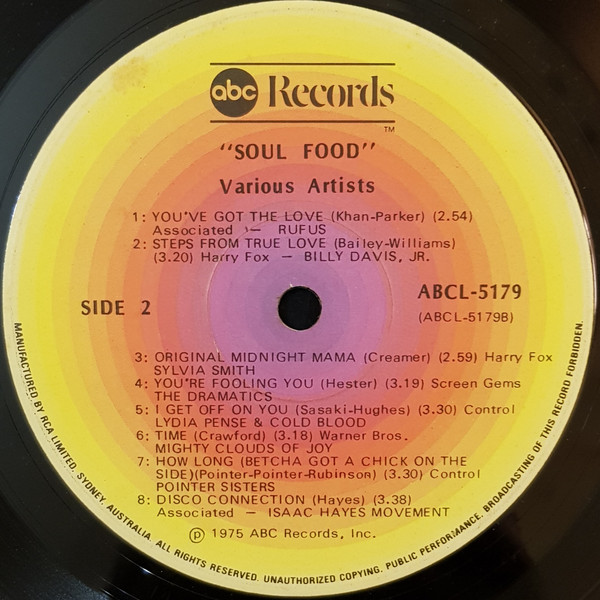 abc Records
TM
"SOUL FOOD"
Various Artists
1: YOU'VE GOT THE LOVE (Khan-Parker) (2.54)
Associated — RUFUS
2: STEPS FROM TRUE LOVE (Bailey-Williams)
(3.20) Harry Fox — BILLY DAVIS, JR.
SIDE 2
ABCL-5179
(ABCL-5179B)
3: ORIGINAL MIDNIGHT MAMA (Creamer) (2.59) Harry Fox
SYLVIA SMITH
4: YOU'RE FOOLING YOU (Hester) (3.19) Screen Gems
THE DRAMATICS
5: I GET OFF ON YOU (Sasaki-Hughes) (3.30) Control
LYDIA PENSE & COLD BLOOD
6: TIME (Crawford) (3.18) Warner Bros.
MIGHTY CLOUDS OF JOY
7: HOW LONG (BETCHA GOT A CHICK ON THE
SIDE)(Pointer-Pointer-Rubinson) (3.30) Control
POINTER SISTERS
8: DISCO CONNECTION (Hayes) (3.38)
Associated — ISAAC HAYES MOVEMENT
℗ 1975 ABC Records, Inc.
MANUFACTURED BY RCA LIMITED, SYDNEY, AUSTRALIA. ALL RIGHTS RESERVED. UNAUTHORIZED COPYING, PUBLIC PERFORMANCE, BROADCASTING OF THIS RECORD FORBIDDEN.